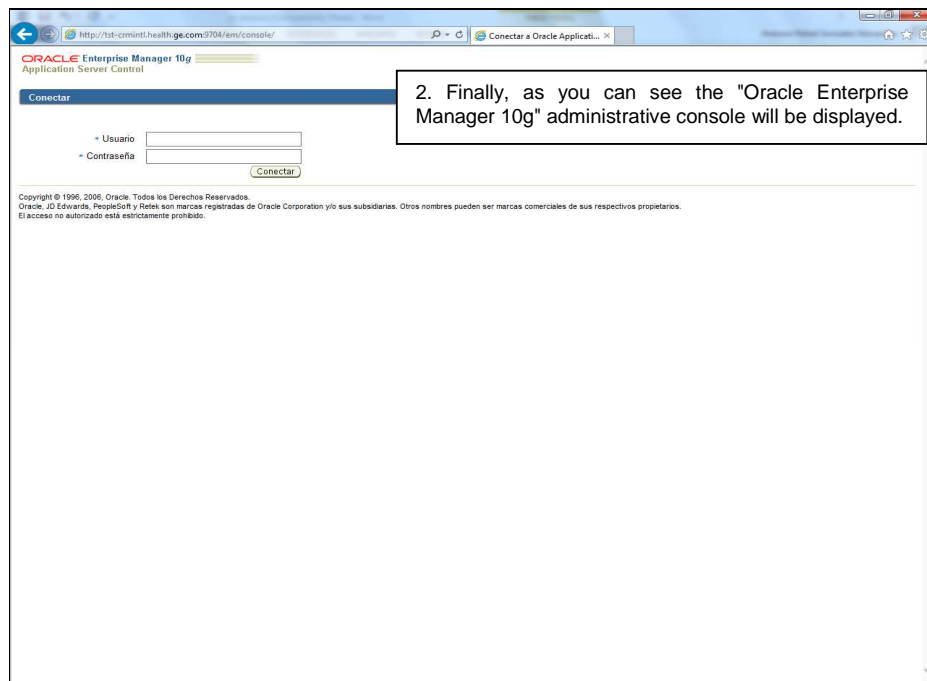 http://tst-crmintl.health.ge.com:9704/em/console/
Conectar a Oracle Applicati...
ORACLE Enterprise Manager 10g
Application Server Control
2. Finally, as you can see the "Oracle Enterprise
Manager 10g" administrative console will be displayed.
Conectar
* Usuario
* Contraseña
Conectar
Copyright © 1996, 2006, Oracle. Todos los Derechos Reservados.
Oracle, JD Edwards, PeopleSoft y Retek son marcas registradas de Oracle Corporation y/o sus subsidiarias. Otros nombres pueden ser marcas comerciales de sus respectivos propietarios.
El acceso no autorizado está estrictamente prohibido.